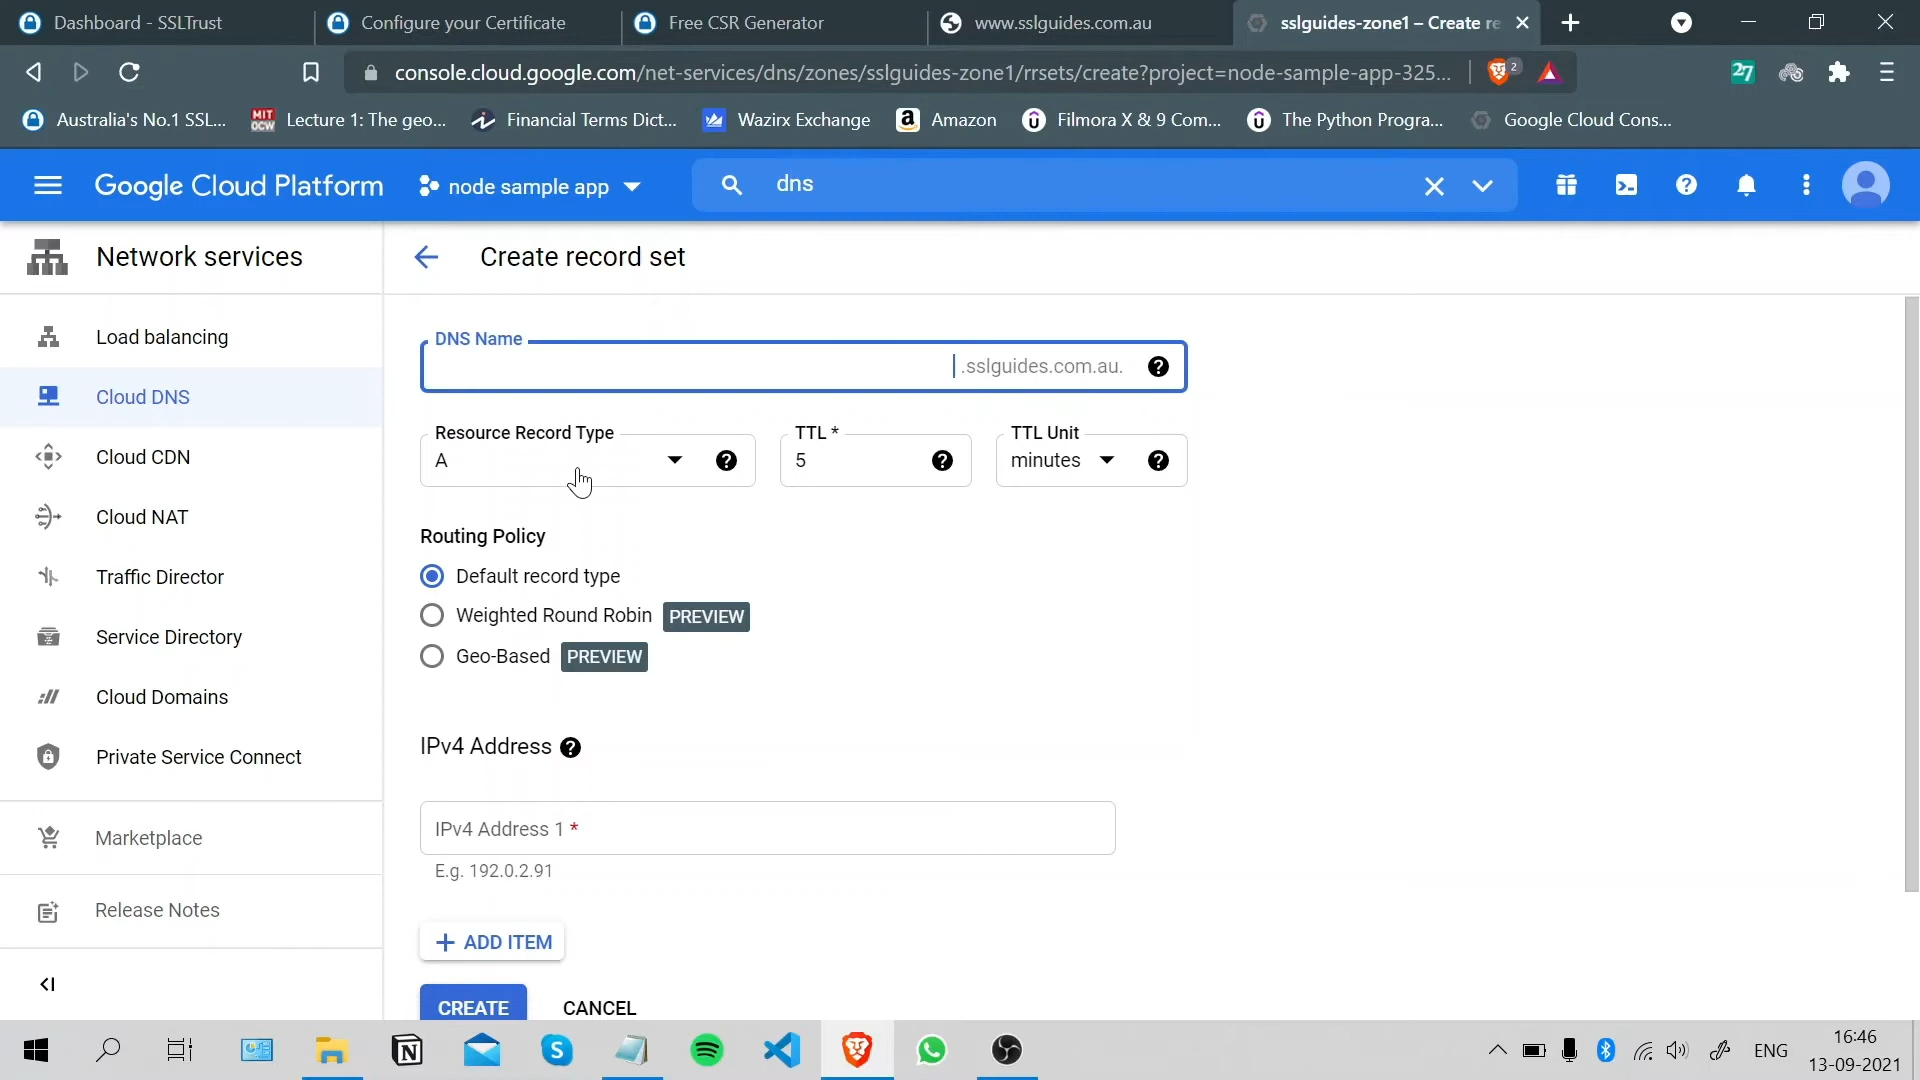 Dashboard - SSLTrust
Configure your Certificate
Free CSR Generator
www.sslguides.com.au
sslguides-zone1 – Create re
console.cloud.google.com/net-services/dns/zones/sslguides-zone1/rrsets/create?project=node-sample-app-325...
2
27
Australia's No.1 SSL...
MIT OCW
Lecture 1: The geo...
Financial Terms Dict...
Wazirx Exchange
Amazon
Filmora X & 9 Com...
The Python Progra...
Google Cloud Cons...
Google Cloud Platform
node sample app
dns
Network services
Create record set
Load balancing
Cloud DNS
Cloud CDN
Cloud NAT
Traffic Director
Service Directory
Cloud Domains
Private Service Connect
Marketplace
Release Notes
DNS Name
.sslguides.com.au.
Resource Record Type
A
TTL *
5
TTL Unit
minutes
Routing Policy
Default record type
Weighted Round Robin PREVIEW
Geo-Based PREVIEW
IPv4 Address
IPv4 Address 1 *
E.g. 192.0.2.91
ADD ITEM
CREATE
CANCEL
ENG
16:46
13-09-2021